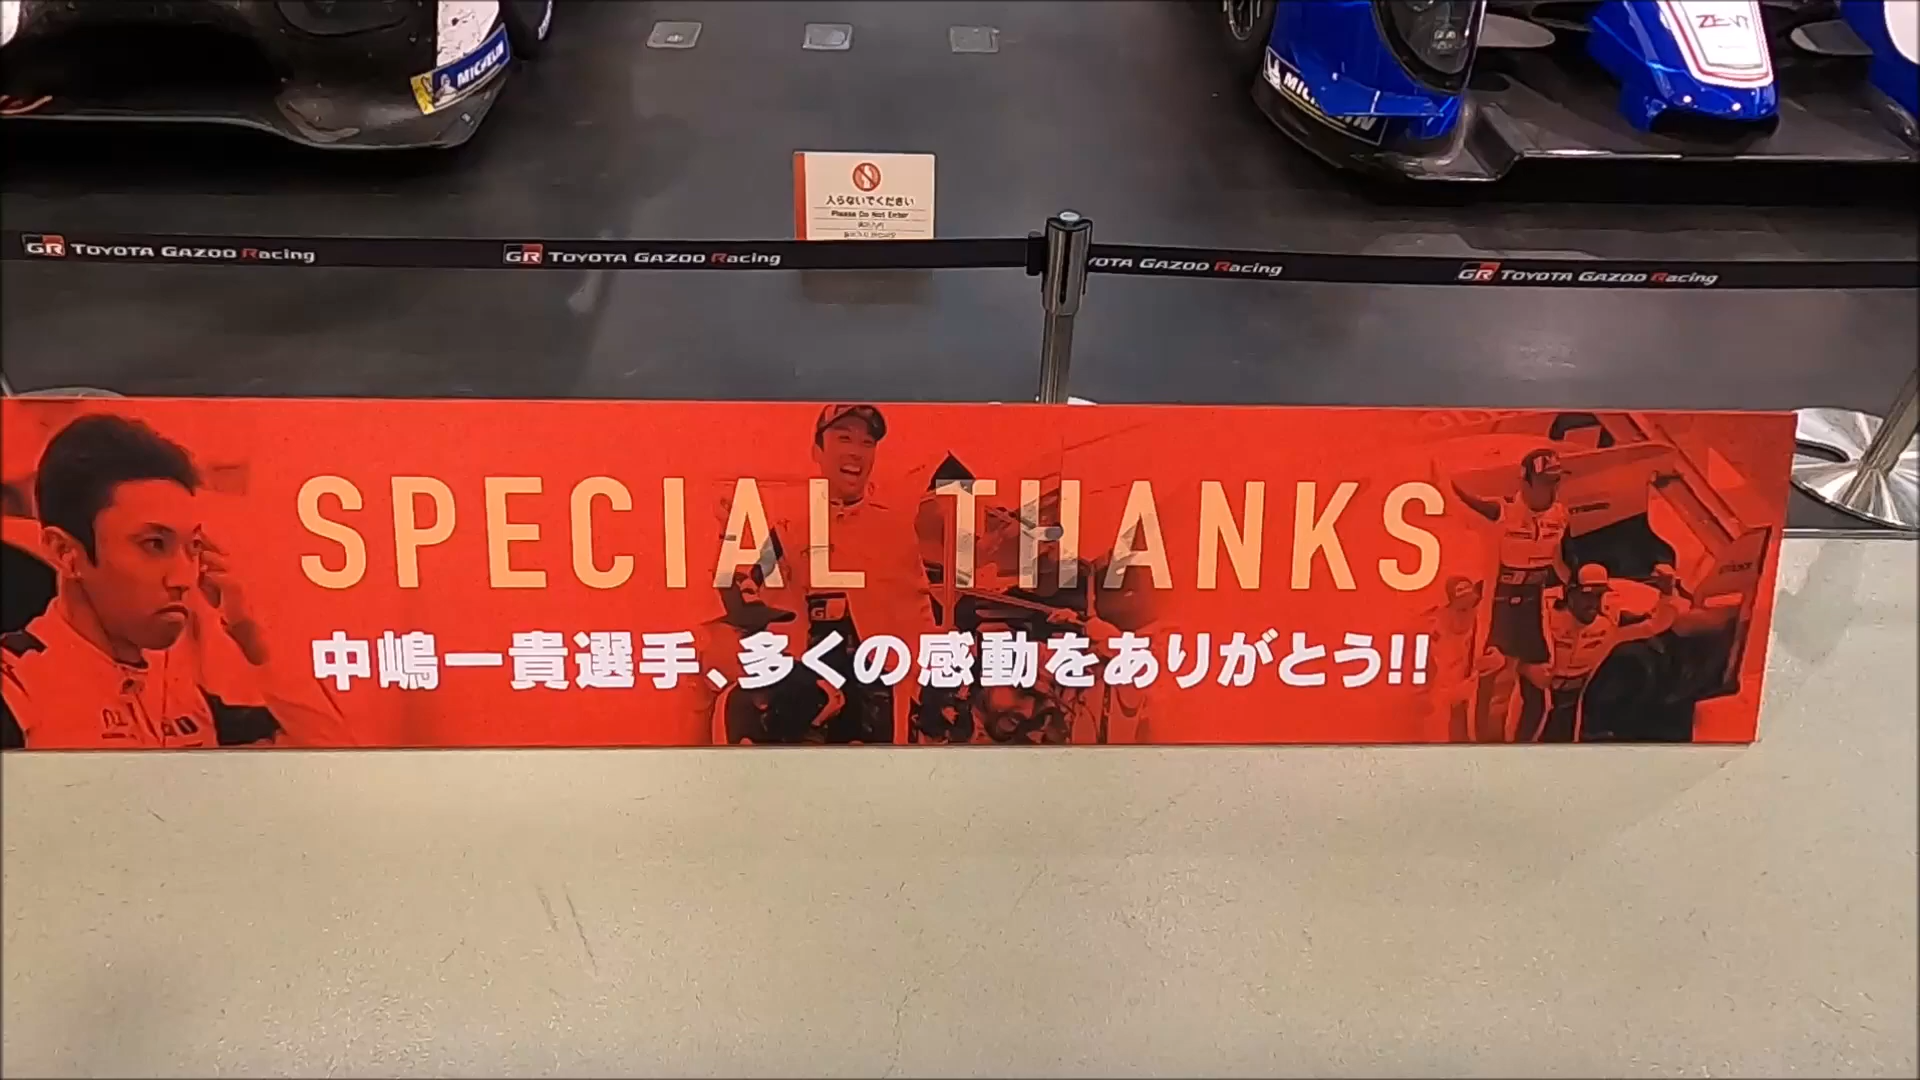 MICHELIN
ZENT
入らないでください
Please Do Not Enter
GR TOYOTA GAZOO Racing
GR TOYOTA GAZOO Racing
YOTA GAZOO Racing
GR TOYOTA GAZOO Racing
SPECIAL THANKS
中嶋一貴選手、多くの感動をありがとう!!